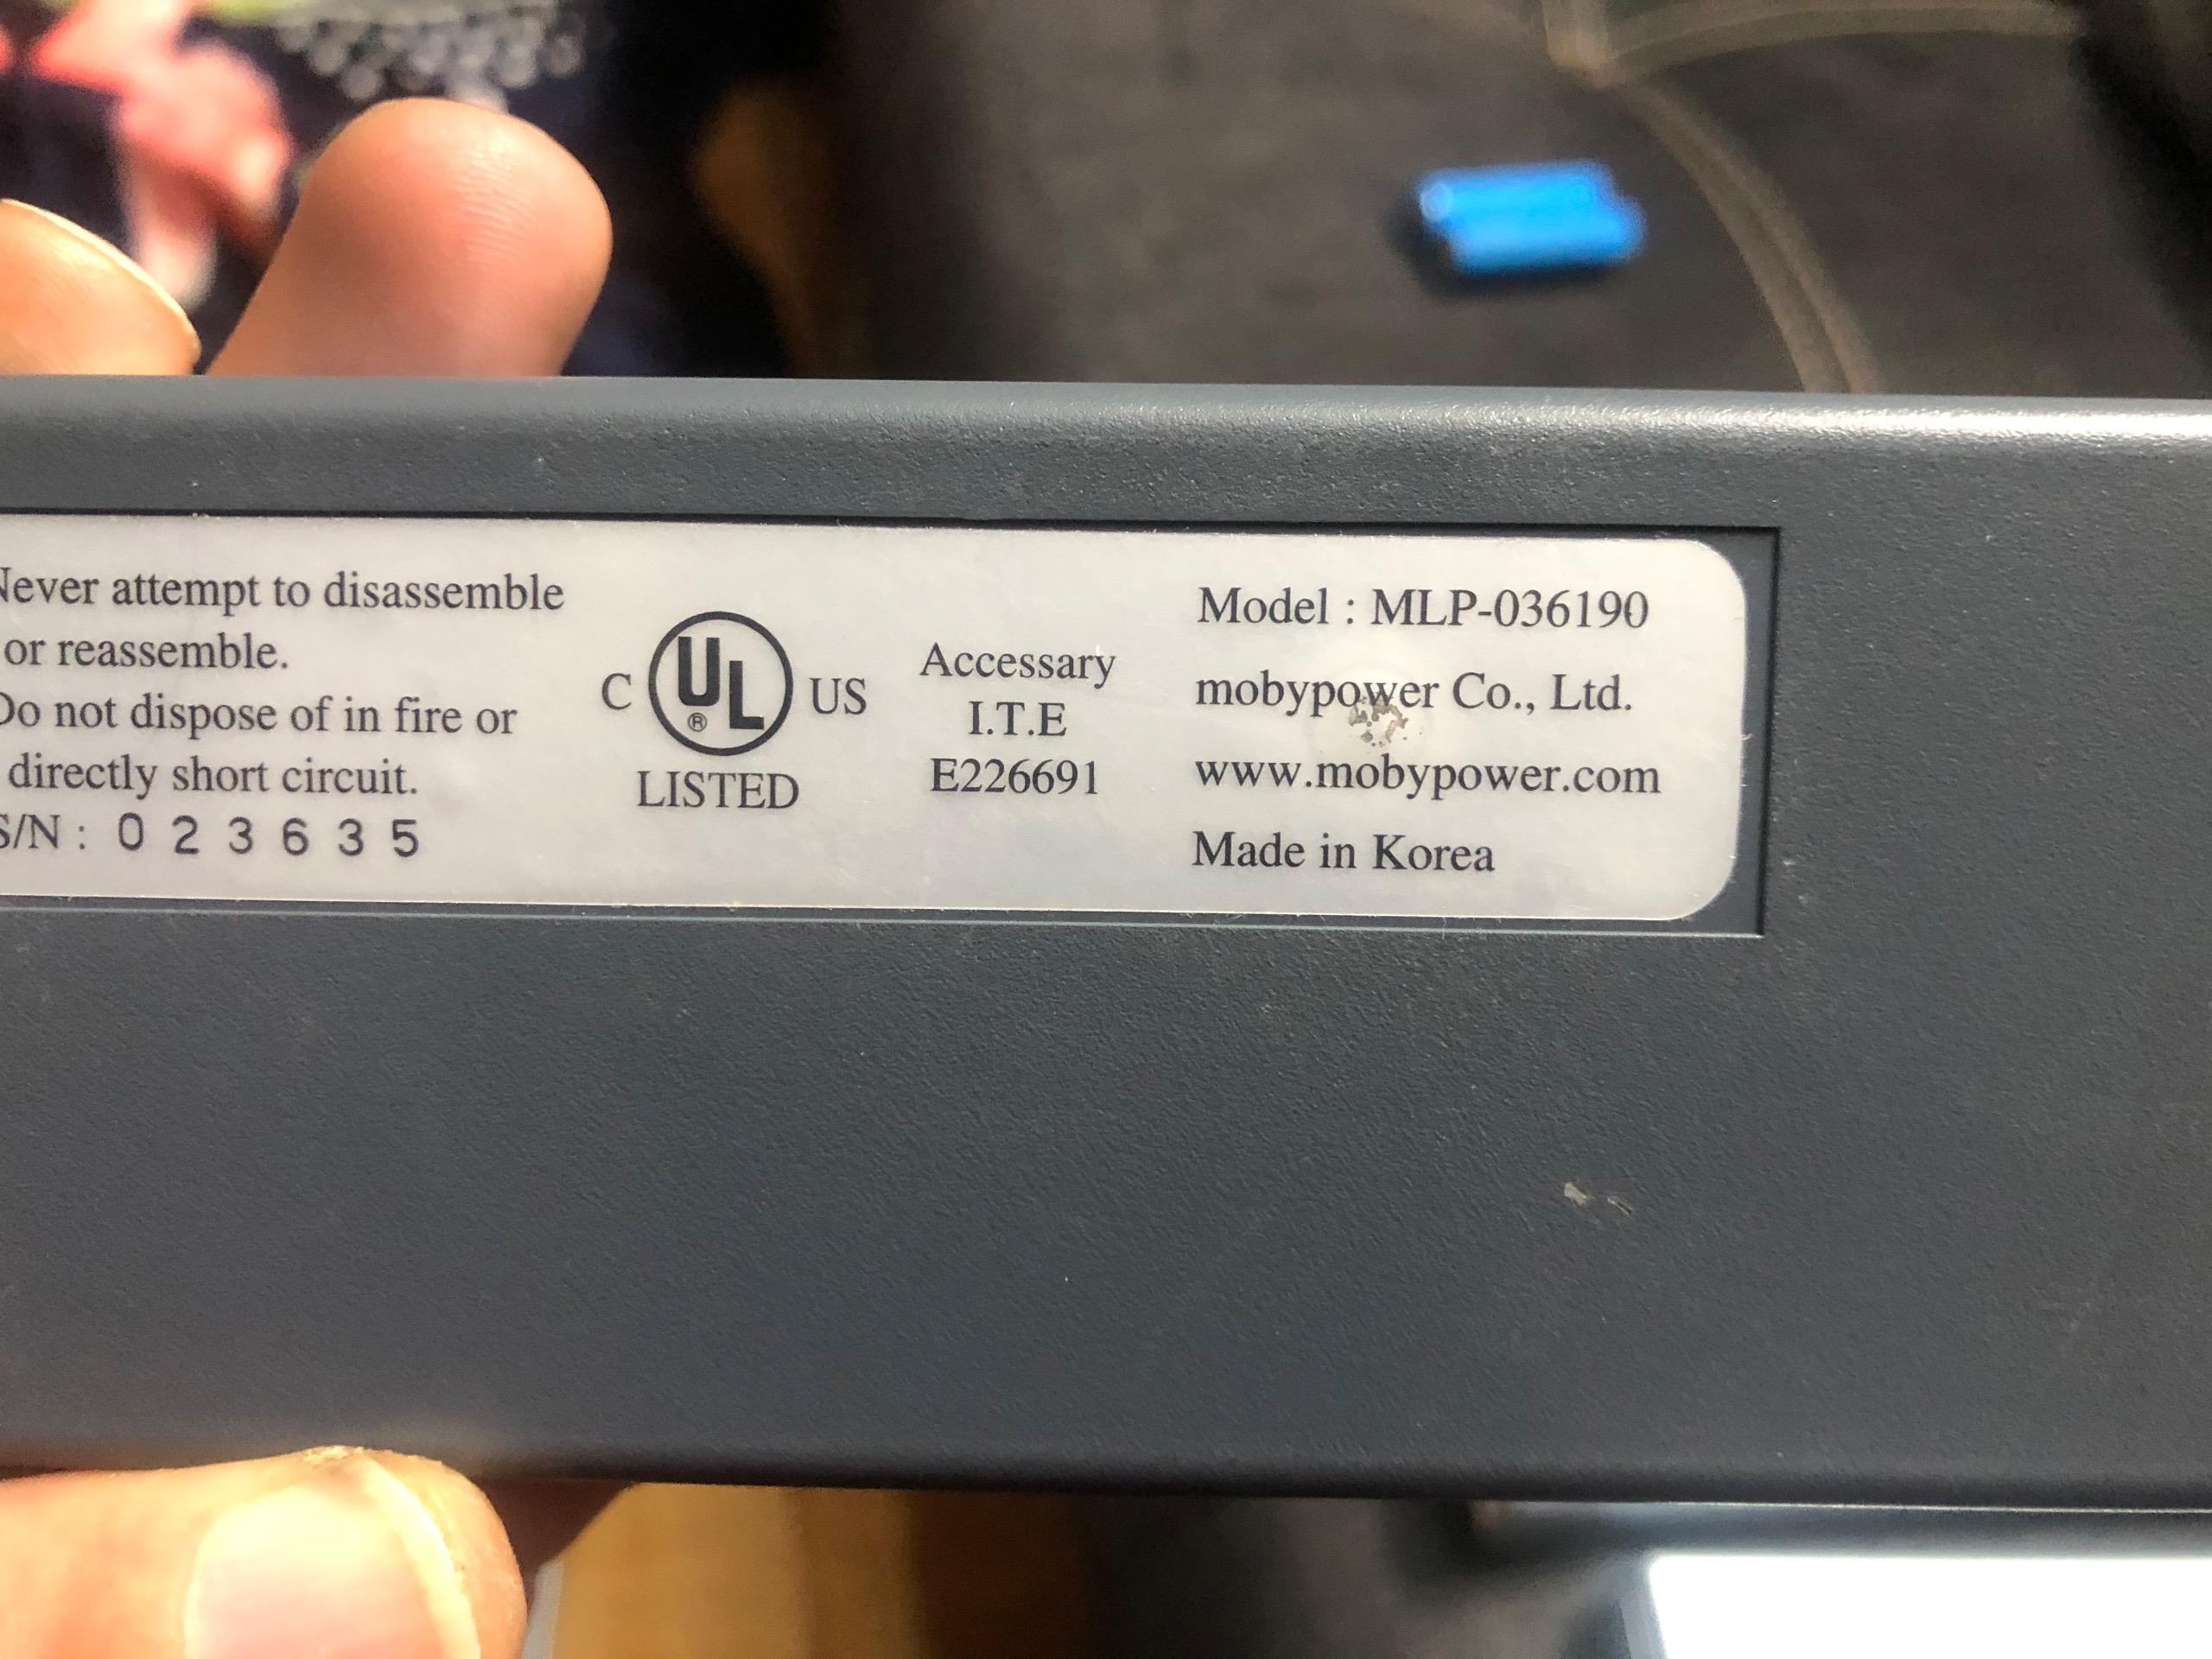 Never attempt to disassemble
or reassemble.
Do not dispose of in fire or
directly short circuit.
S/N : 0 2 3 6 3 5
C UL ® US
LISTED
Accessary
I.T.E
E226691
Model : MLP-036190
mobypower Co., Ltd.
www.mobypower.com
Made in Korea